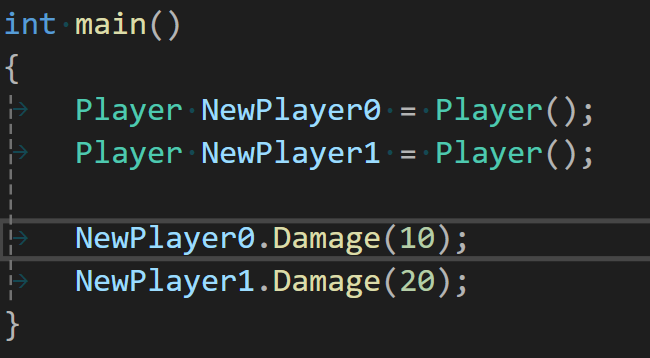 int main()
{
Player NewPlayer0 = Player();
Player NewPlayer1 = Player();
NewPlayer0.Damage(10);
NewPlayer1.Damage(20);
}